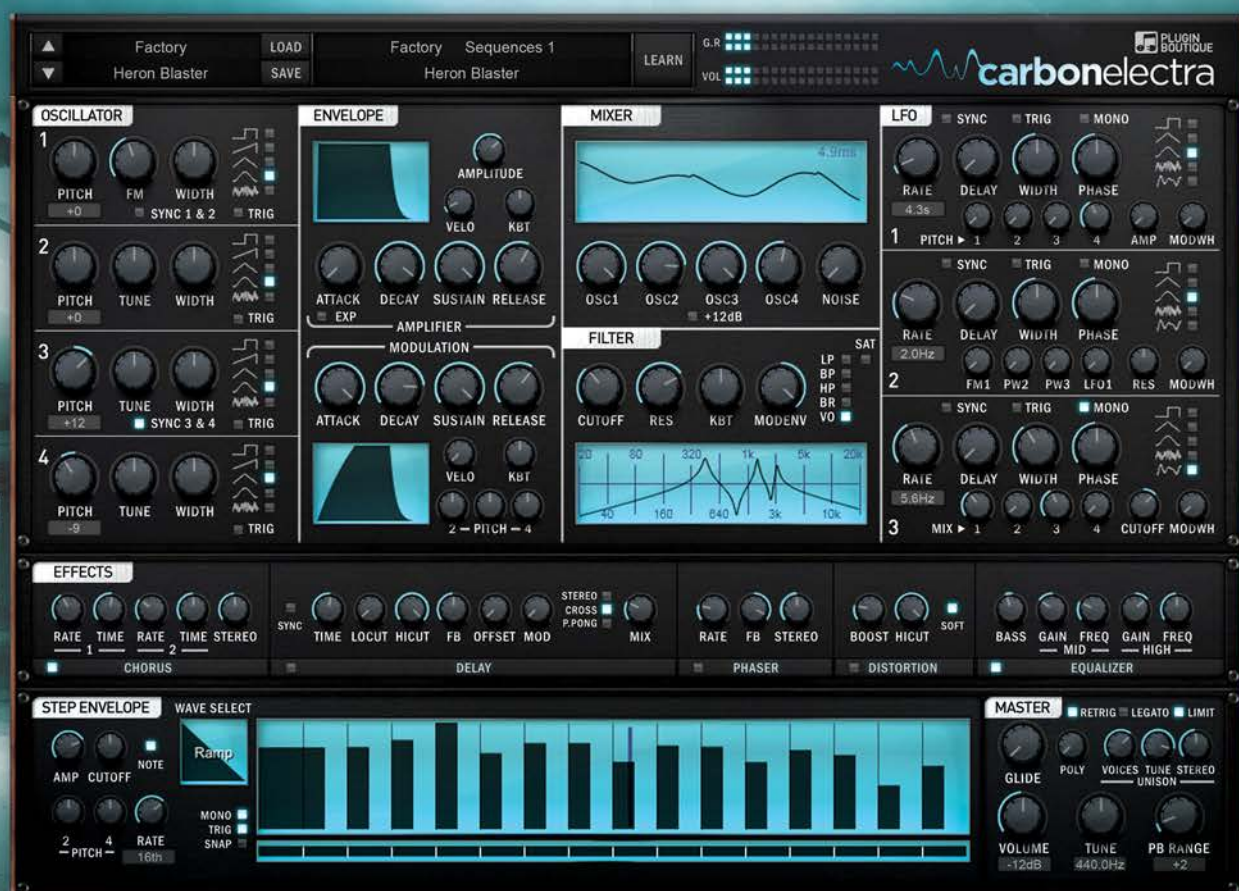 Factory LOAD Factory Sequences 1 LEARN G.R PLUGIN BOUTIQUE
Heron Blaster SAVE Heron Blaster VOL carbonelectra
OSCILLATOR
1
PITCH FM WIDTH
+0 SYNC 1 & 2 TRIG
2
PITCH TUNE WIDTH
+0 TRIG
3
PITCH TUNE WIDTH
+12 SYNC 3 & 4 TRIG
4
PITCH TUNE WIDTH
-9 TRIG
ENVELOPE
AMPLITUDE
VELO KBT
ATTACK DECAY SUSTAIN RELEASE
EXP
AMPLIFIER
MODULATION
ATTACK DECAY SUSTAIN RELEASE
VELO KBT
2 – PITCH – 4
MIXER
4.9ms
OSC1 OSC2 OSC3 OSC4 NOISE
+12dB
FILTER
SAT
LP
BP
HP
BR
VO
CUTOFF RES KBT MODENV
20 80 320 1k 5k 20k
40 160 640 3k 10k
LFO SYNC TRIG MONO
RATE DELAY WIDTH PHASE
4.3s
1 PITCH 1 2 3 4 AMP MODWH
SYNC TRIG MONO
RATE DELAY WIDTH PHASE
2.0Hz
2 FM1 PW2 PW3 LFO1 RES MODWH
SYNC TRIG MONO
RATE DELAY WIDTH PHASE
5.6Hz
3 MIX 1 2 3 4 CUTOFF MODWH
EFFECTS
RATE TIME RATE TIME STEREO
1 2
CHORUS
SYNC TIME LOCUT HICUT FB OFFSET MOD
STEREO
CROSS
P.PONG
MIX
DELAY
RATE FB STEREO
PHASER
BOOST HICUT SOFT
DISTORTION
BASS GAIN FREQ GAIN FREQ
MID HIGH
EQUALIZER
STEP ENVELOPE WAVE SELECT
Ramp
NOTE
AMP CUTOFF
MONO
TRIG
SNAP
2 4 RATE
PITCH 16th
MASTER RETRIG LEGATO LIMIT
GLIDE POLY VOICES TUNE STEREO
UNISON
VOLUME TUNE PB RANGE
-12dB 440.0Hz +2